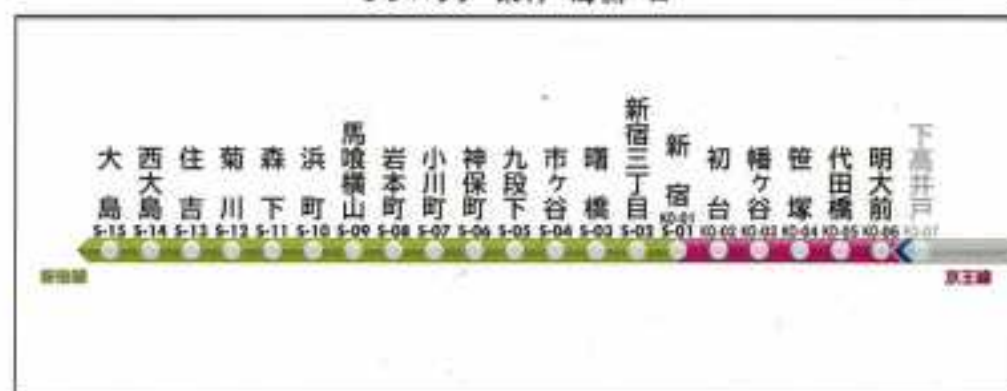 大島
西大島
住吉
菊川
森下
浜町
馬喰横山
岩本町
小川町
神保町
九段下
市ヶ谷
曙橋
新宿三丁目
新宿
初台
幡ヶ谷
笹塚
代田橋
明大前
下高井戸
KO-01
S-15 S-14 S-13 S-12 S-11 S-10 S-09 S-08 S-07 S-06 S-05 S-04 S-03 S-02 S-01 KO-02 KO-03 KO-04 KO-05 KO-06 KO-07
新宿線
京王線